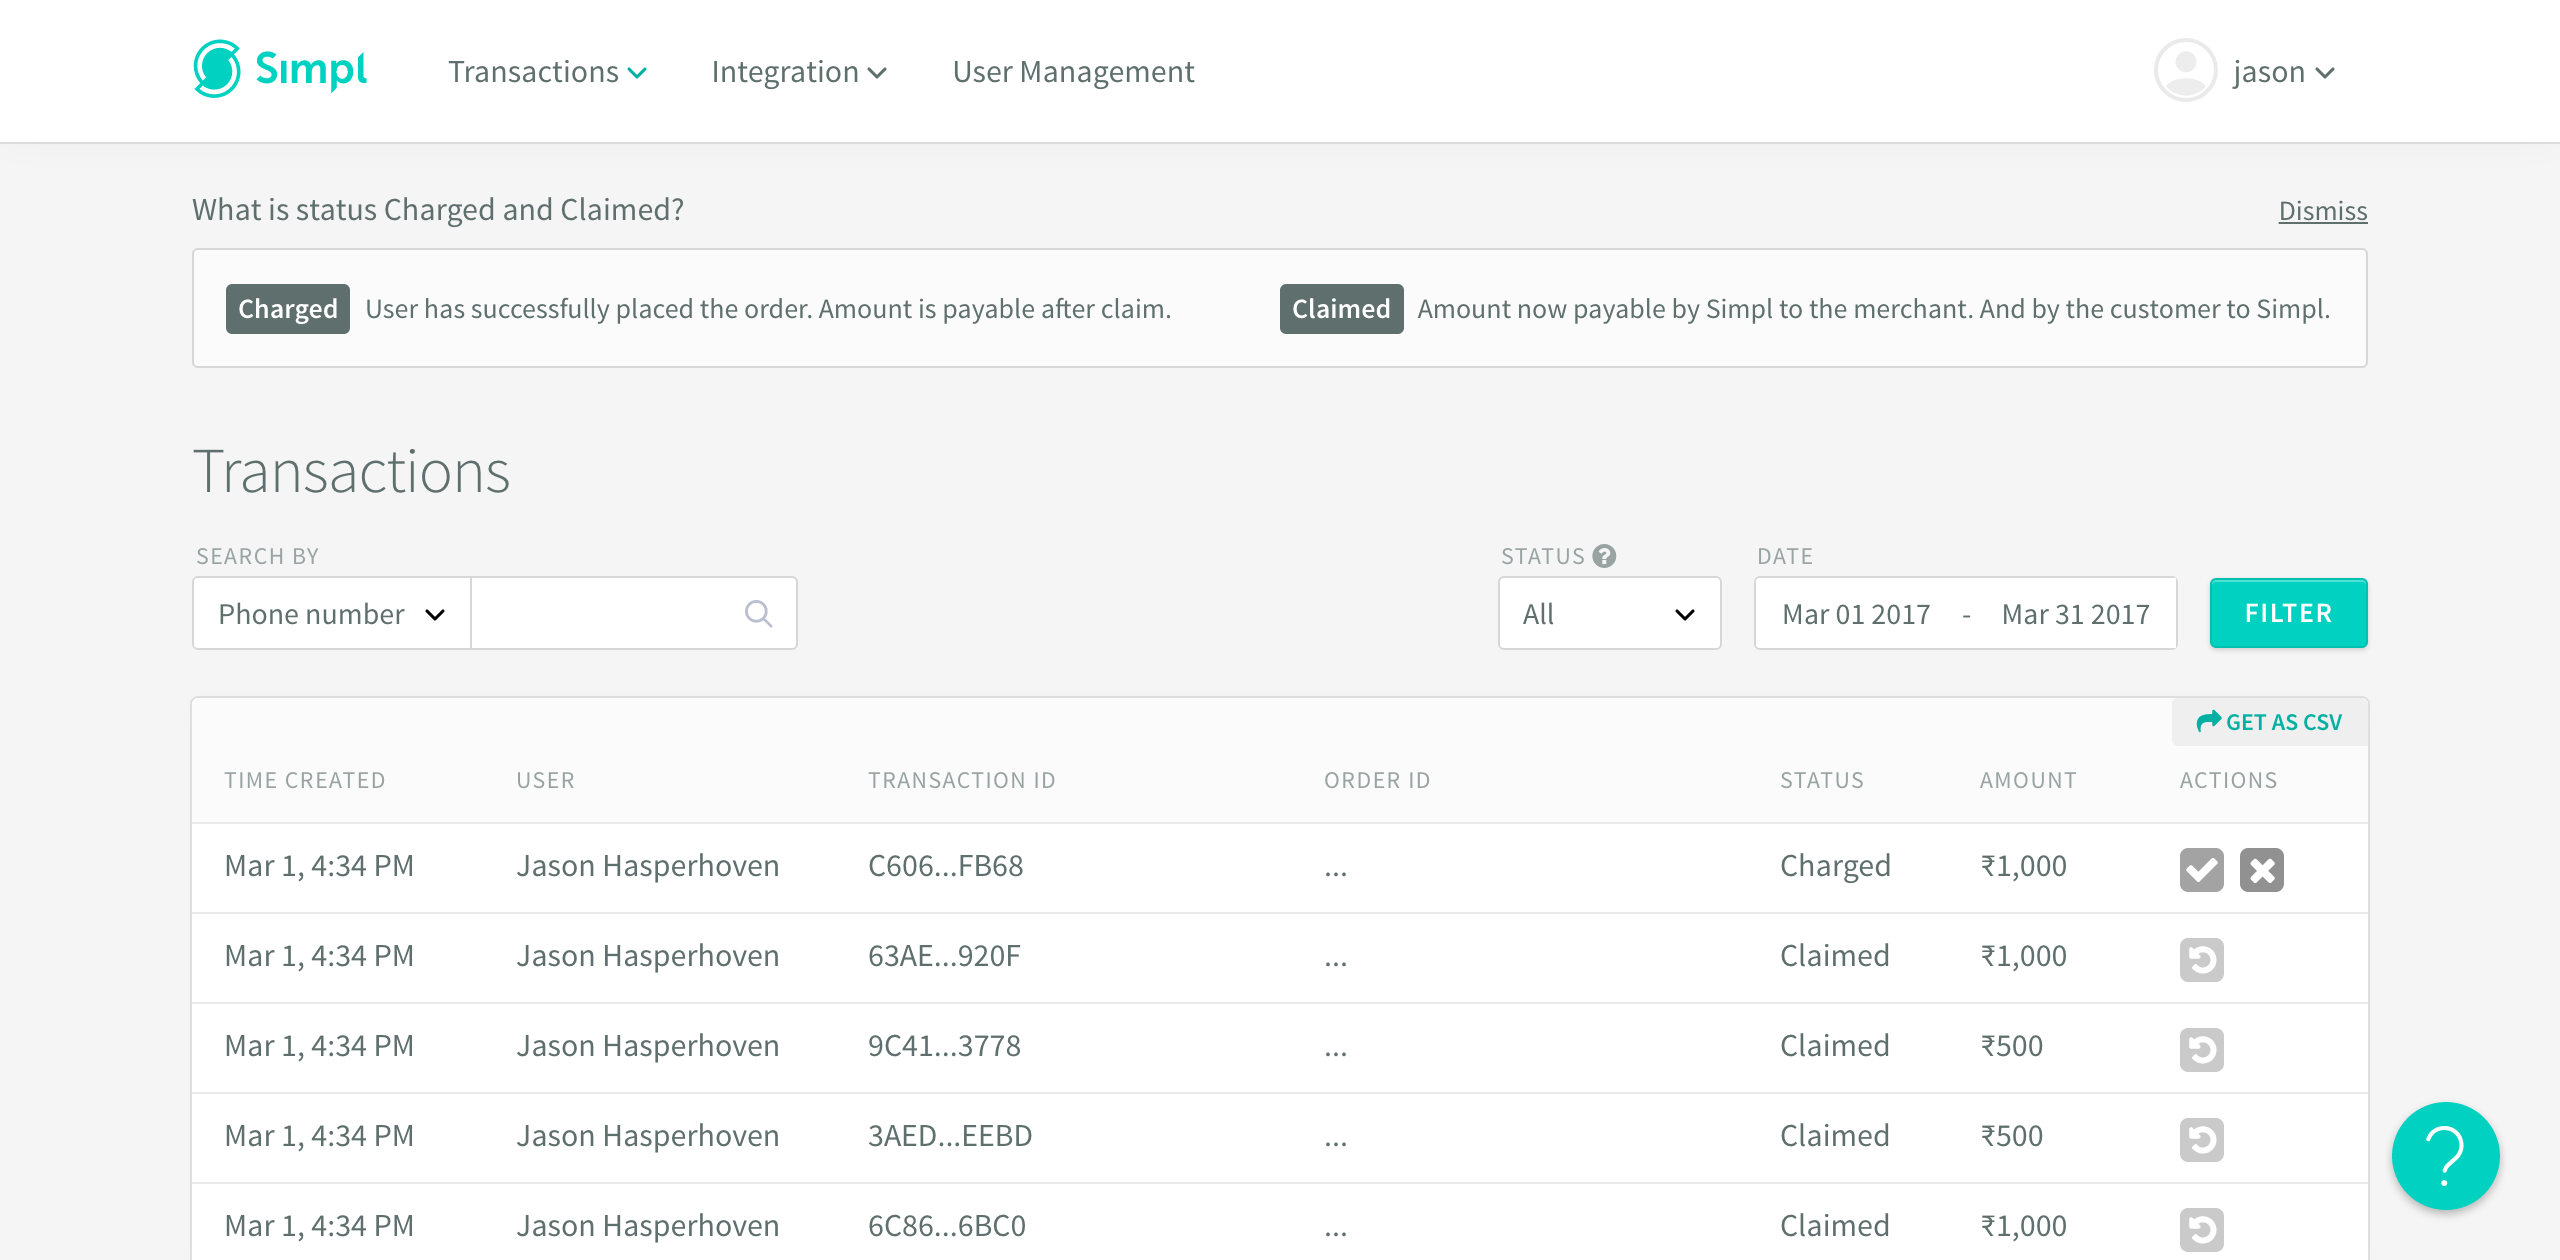 Simpl Transactions Integration User Management jason
What is status Charged and Claimed? Dismiss
Charged User has successfully placed the order. Amount is payable after claim. Claimed Amount now payable by Simpl to the merchant. And by the customer to Simpl.
Transactions
SEARCH BY STATUS ? DATE
Phone number All Mar 01 2017 - Mar 31 2017 FILTER
GET AS CSV
TIME CREATED USER TRANSACTION ID ORDER ID STATUS AMOUNT ACTIONS
Mar 1, 4:34 PM Jason Hasperhoven C606...FB68 ... Charged ₹1,000
Mar 1, 4:34 PM Jason Hasperhoven 63AE...920F ... Claimed ₹1,000
Mar 1, 4:34 PM Jason Hasperhoven 9C41...3778 ... Claimed ₹500
Mar 1, 4:34 PM Jason Hasperhoven 3AED...EEBD ... Claimed ₹500
?
Mar 1, 4:34 PM Jason Hasperhoven 6C86...6BC0 ... Claimed ₹1,000